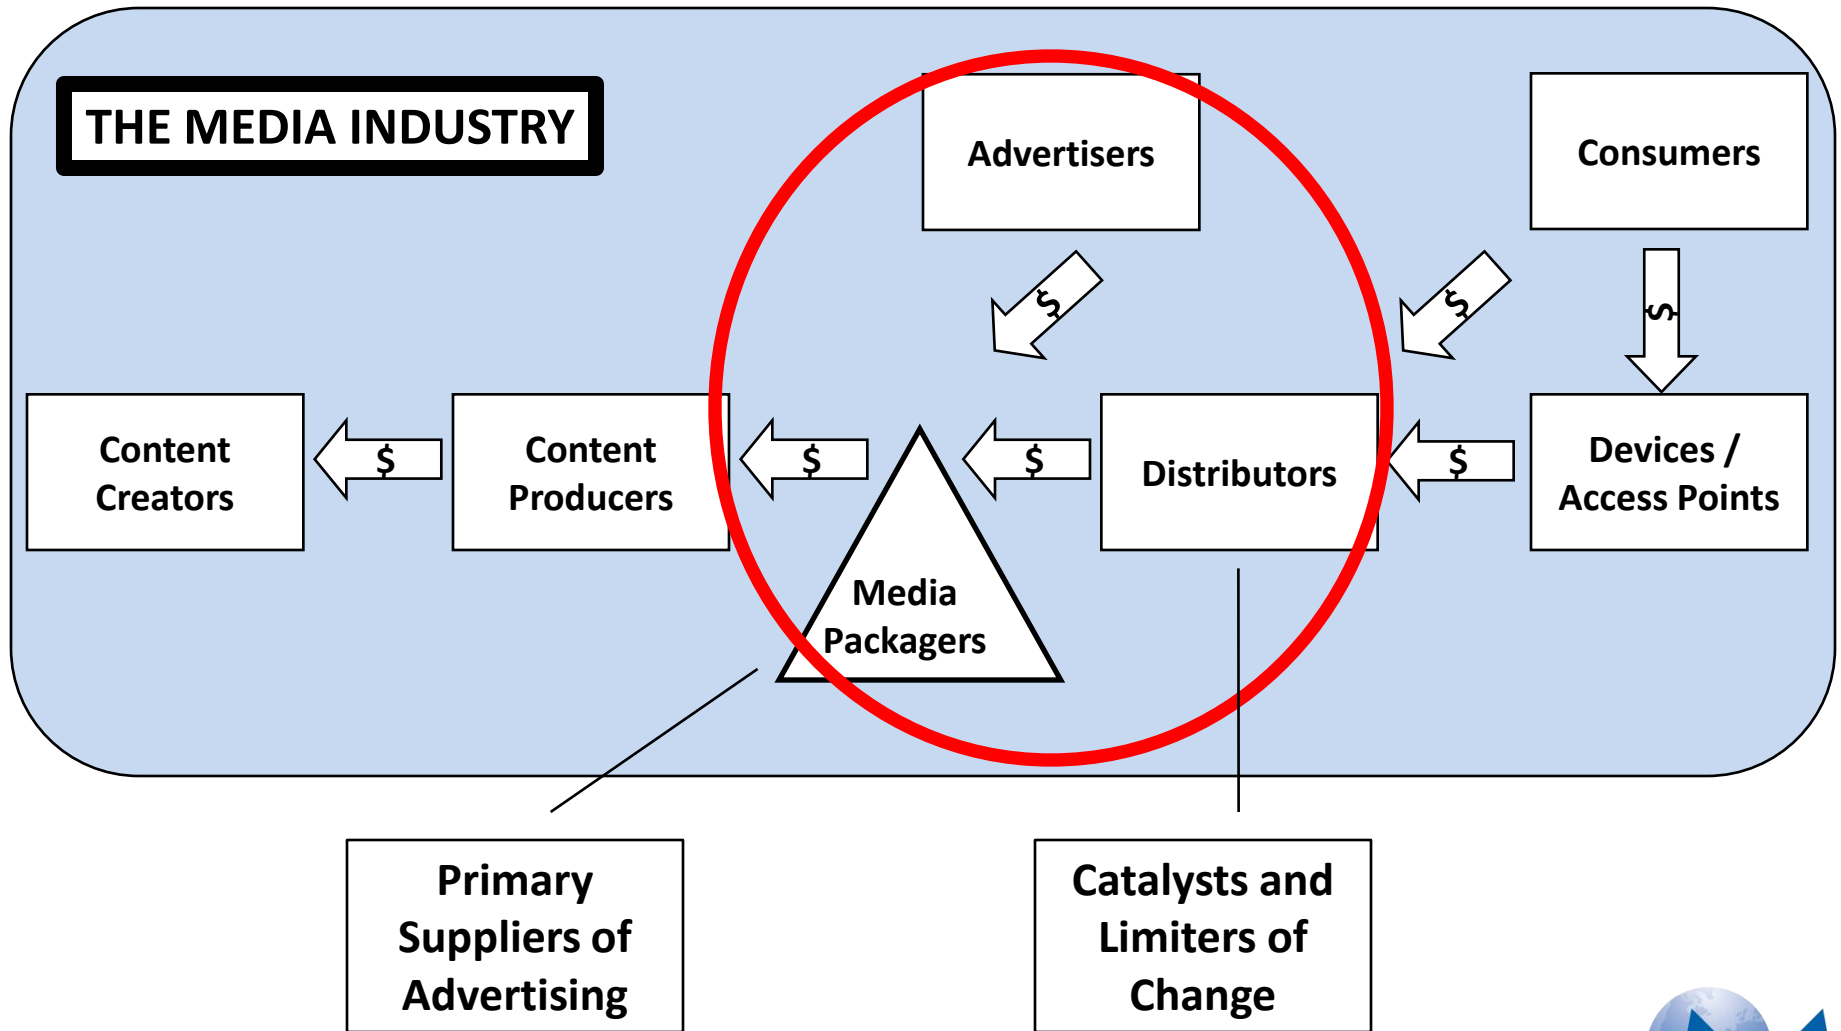 THE MEDIA INDUSTRY
Advertisers
Consumers
$
$
$
Content
Creators
$
Content
Producers
$
$
Distributors
$
Devices /
Access Points
Media
Packagers
Primary
Suppliers of
Advertising
Catalysts and
Limiters of
Change